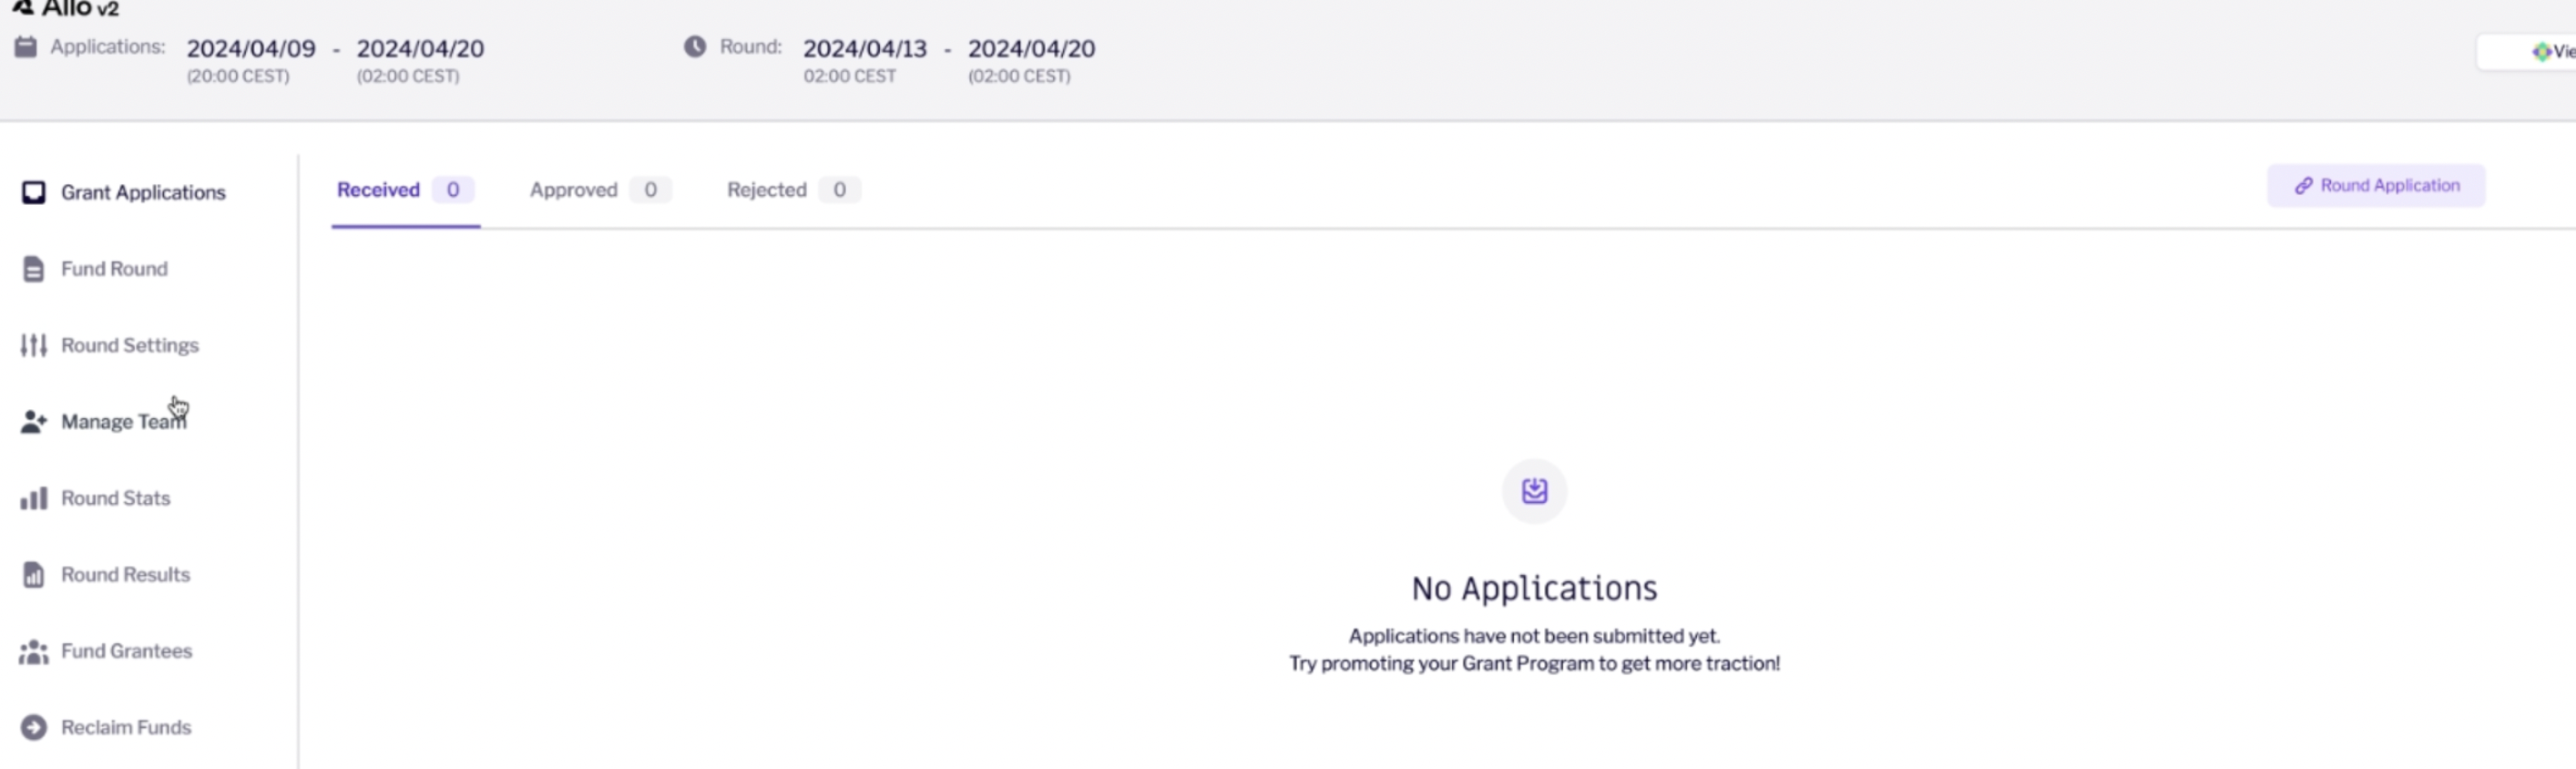 Allo v2
Applications: 2024/04/09 - 2024/04/20
(20:00 CEST) (02:00 CEST)
Round: 2024/04/13 - 2024/04/20
02:00 CEST (02:00 CEST)
Grant Applications
Fund Round
Round Settings
Manage Team
Round Stats
Round Results
Fund Grantees
Reclaim Funds
Received 0 Approved 0 Rejected 0
Round Application
No Applications
Applications have not been submitted yet.
Try promoting your Grant Program to get more traction!